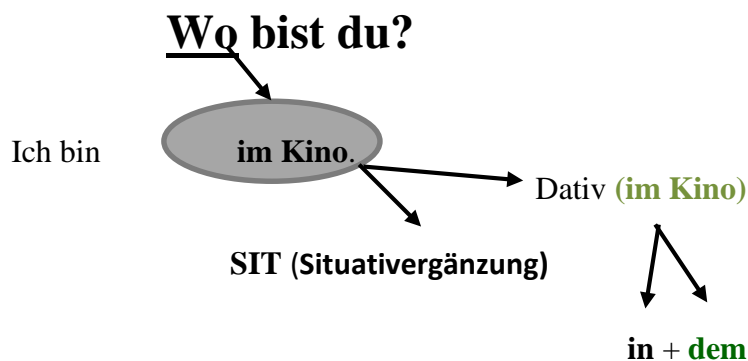 Wo bist du?
Ich bin im Kino.
Dativ (im Kino)
SIT (Situativergänzung)
in + dem